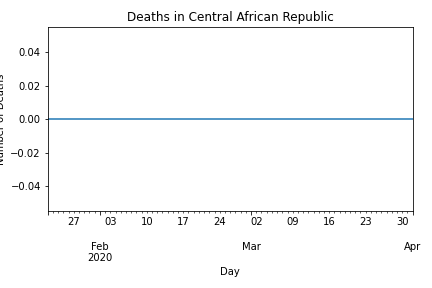 Deaths in Central African Republic
Number of Deaths
0.04
0.02
0.00
−0.02
−0.04
27 03 10 17 24 02 09 16 23 30
Feb Mar Apr
2020
Day